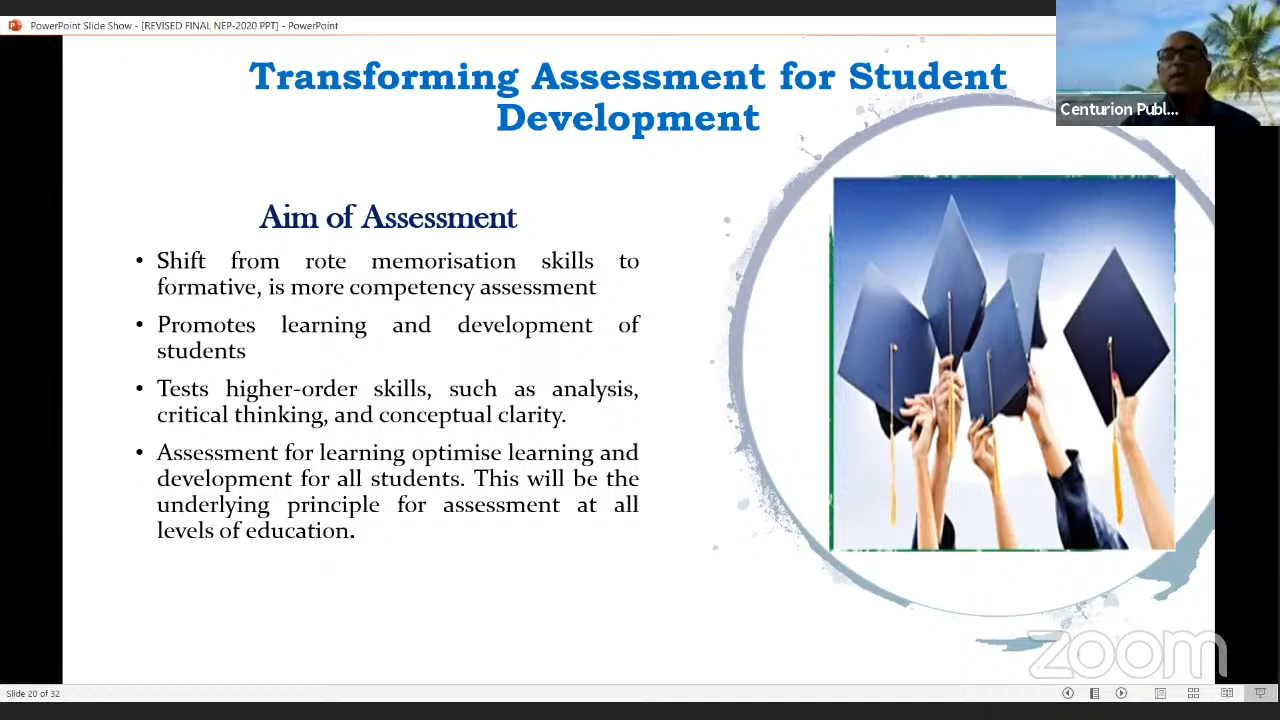 PowerPoint Slide Show - [REVISED FINAL NEP-2020 PPT] - PowerPoint
Centurion Publ...
Transforming Assessment for Student
Development
Aim of Assessment
• Shift from rote memorisation skills to
formative, is more competency assessment
• Promotes learning and development of
students
• Tests higher-order skills, such as analysis,
critical thinking, and conceptual clarity.
• Assessment for learning optimise learning and
development for all students. This will be the
underlying principle for assessment at all
levels of education.
zoom
Slide 20 of 32